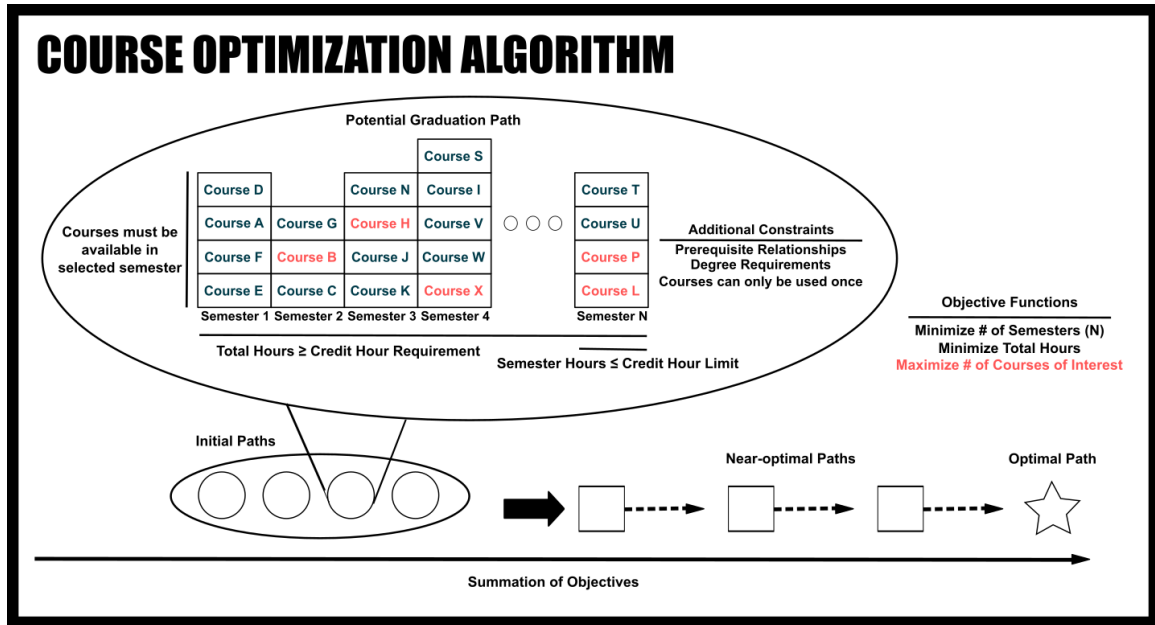 COURSE OPTIMIZATION ALGORITHM
Potential Graduation Path
Courses must be
available in
selected semester
Course S
Course D
Course N
Course I
Course T
Course A
Course G
Course H
Course V
Course U
Course F
Course B
Course J
Course W
Course P
Course E
Course C
Course K
Course X
Course L
Semester 1
Semester 2
Semester 3
Semester 4
Semester N
Total Hours ≥ Credit Hour Requirement
Semester Hours ≤ Credit Hour Limit
Additional Constraints
Prerequisite Relationships
Degree Requirements
Courses can only be used once
Objective Functions
Minimize # of Semesters (N)
Minimize Total Hours
Maximize # of Courses of Interest
Initial Paths
Near-optimal Paths
Optimal Path
Summation of Objectives